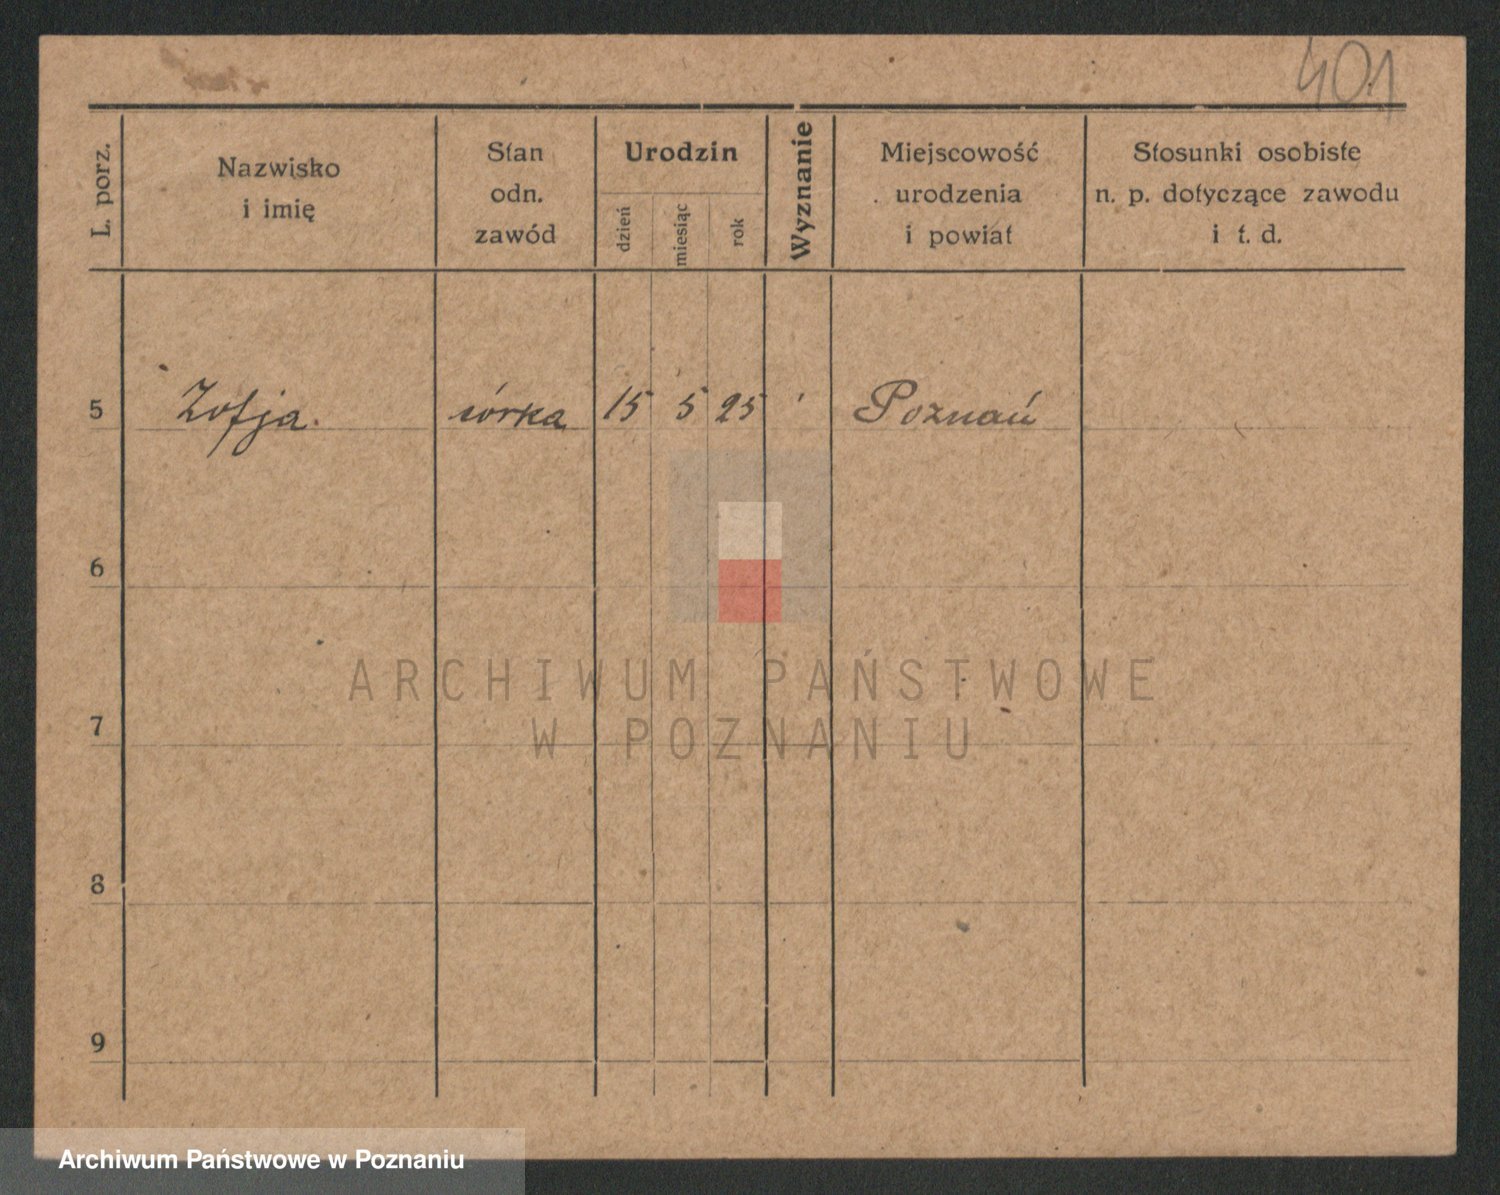 401
L. porz.
Nazwisko
i imię
Stan
odn.
zawód
Urodzin
dzień
miesiąc
rok
Wyznanie
Miejscowość
urodzenia
i powiat
Stosunki osobiste
n. p. dotyczące zawodu
i t. d.
5 Zofja. córka 15 5 25 ' Poznań
6
7
8
9
ARCHIWUM PAŃSTWOWE
W POZNANIU
Archiwum Państwowe w Poznaniu